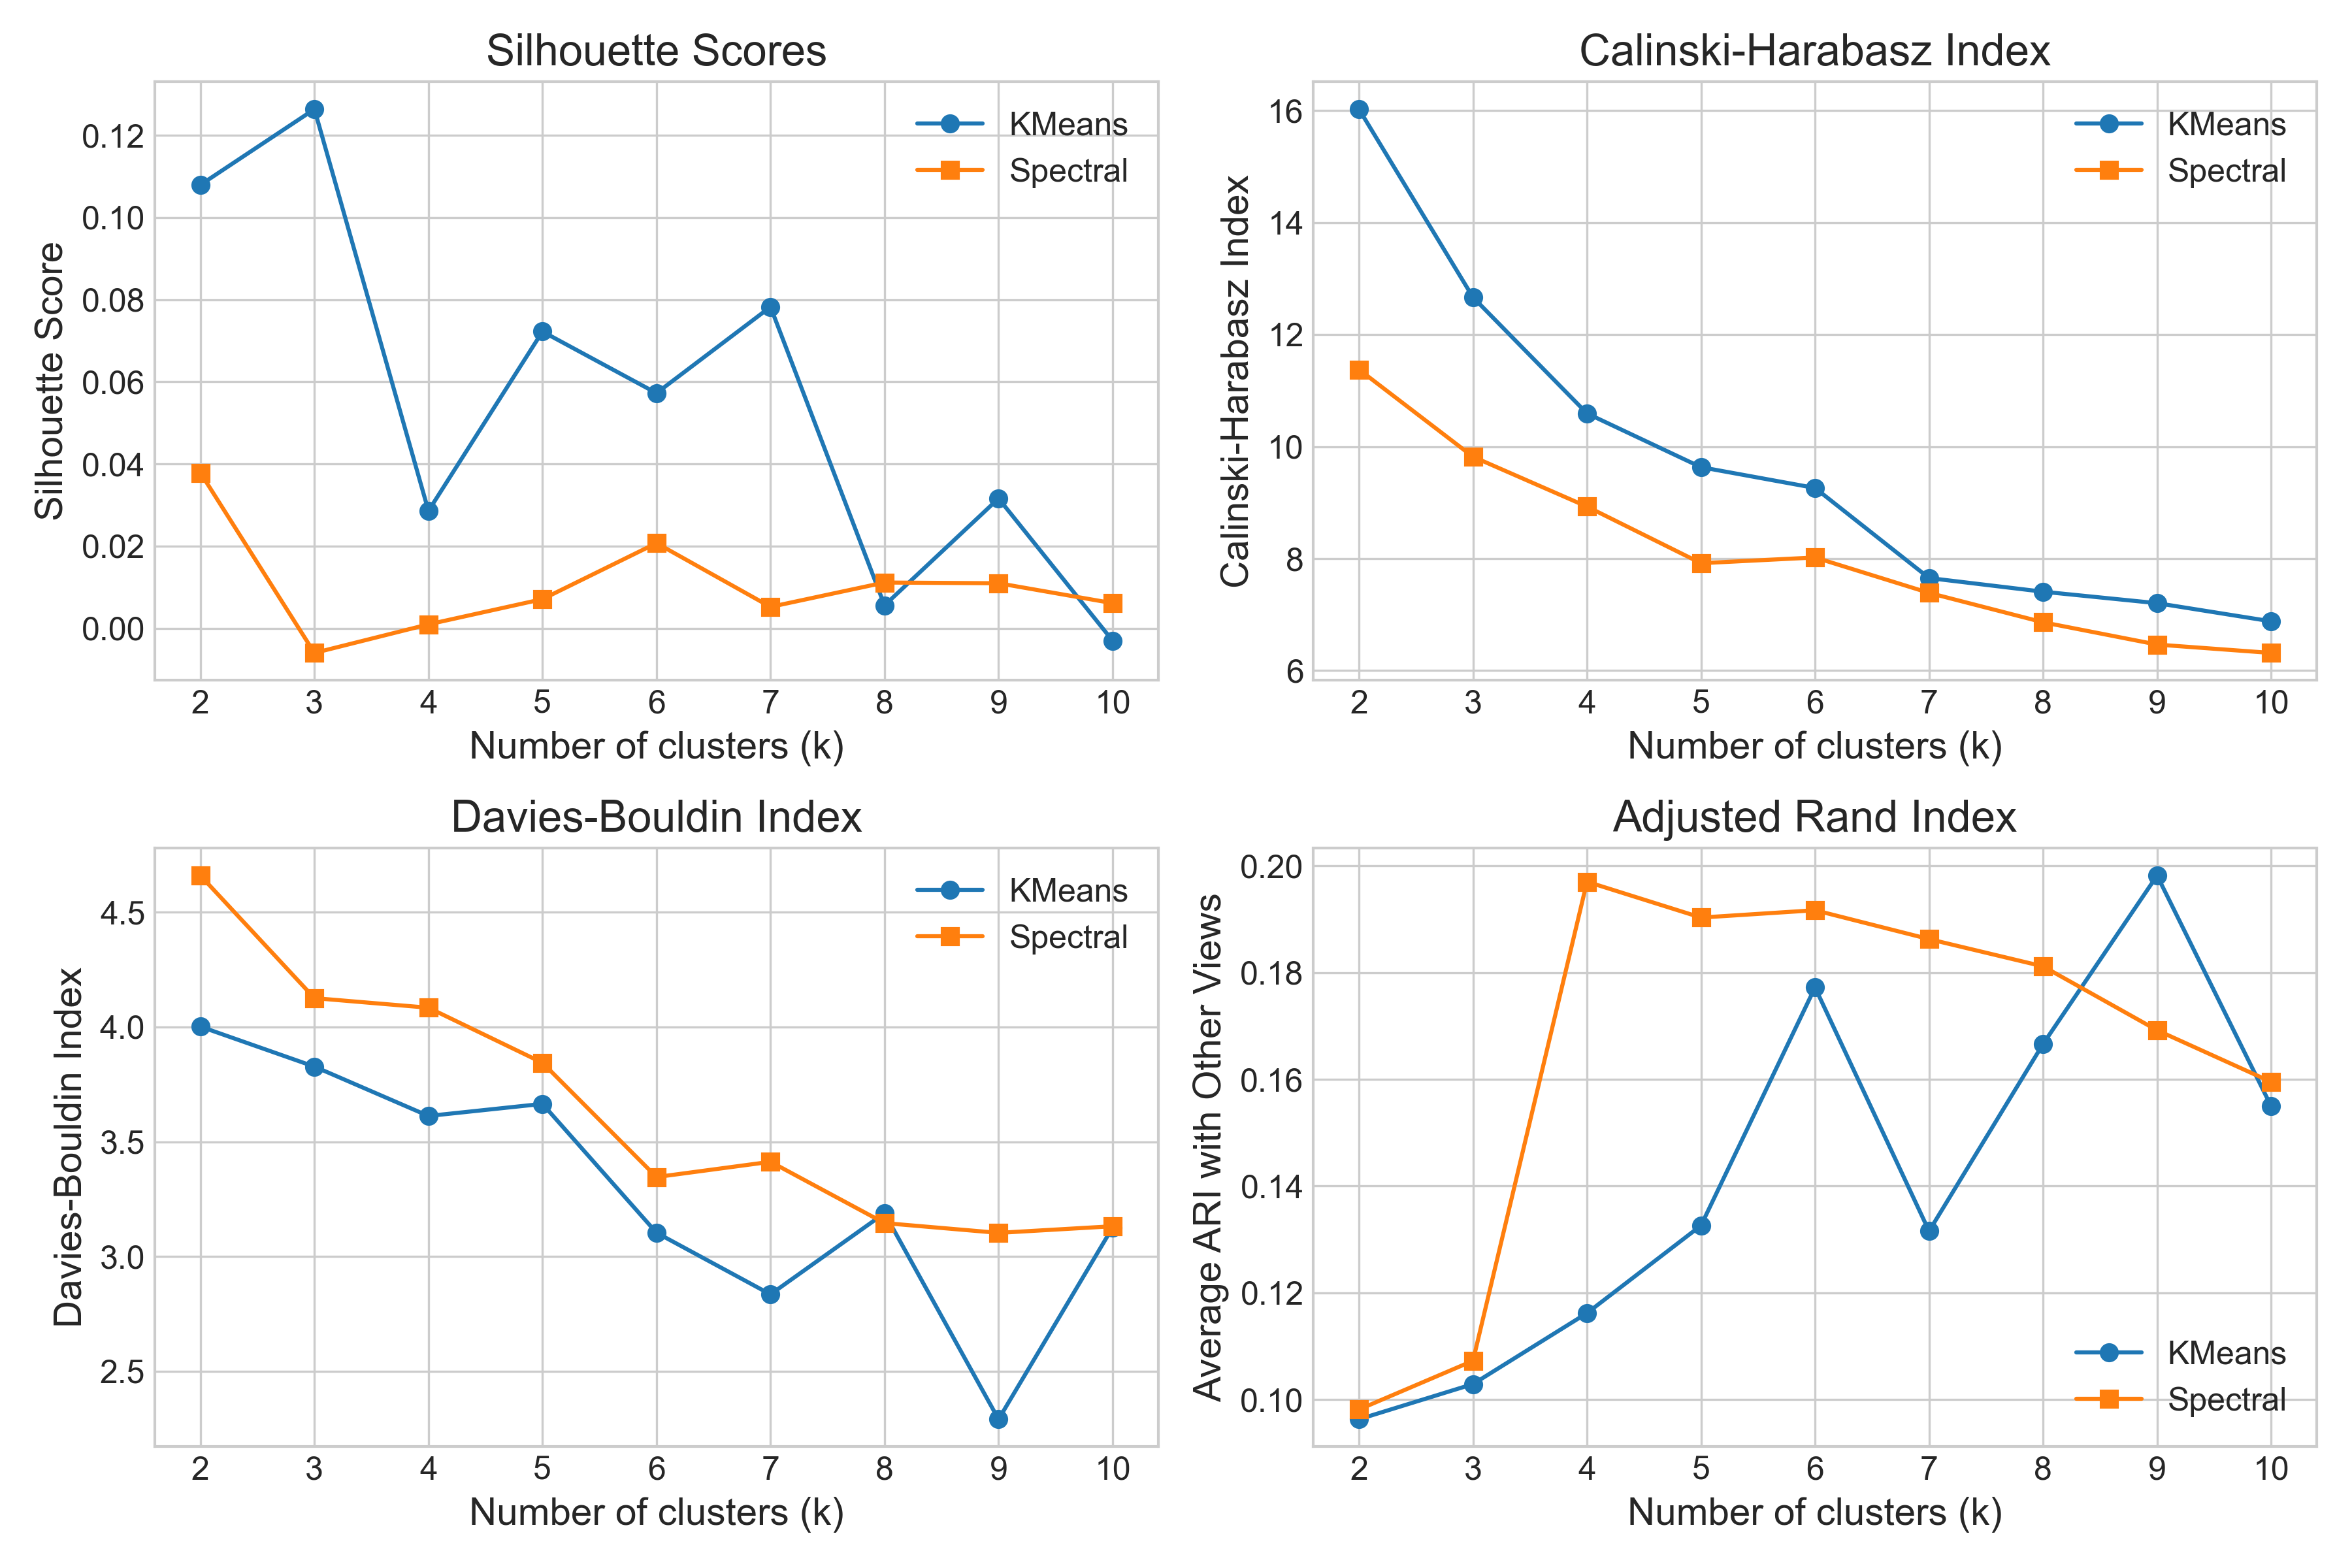 Silhouette Scores
Silhouette Score
0.12
0.10
0.08
0.06
0.04
0.02
0.00
KMeans
Spectral
2 3 4 5 6 7 8 9 10
Number of clusters (k)
Calinski-Harabasz Index
Calinski-Harabasz Index
16
14
12
10
8
6
KMeans
Spectral
2 3 4 5 6 7 8 9 10
Number of clusters (k)
Davies-Bouldin Index
Davies-Bouldin Index
4.5
4.0
3.5
3.0
2.5
KMeans
Spectral
2 3 4 5 6 7 8 9 10
Number of clusters (k)
Adjusted Rand Index
Average ARI with Other Views
0.20
0.18
0.16
0.14
0.12
0.10
KMeans
Spectral
2 3 4 5 6 7 8 9 10
Number of clusters (k)